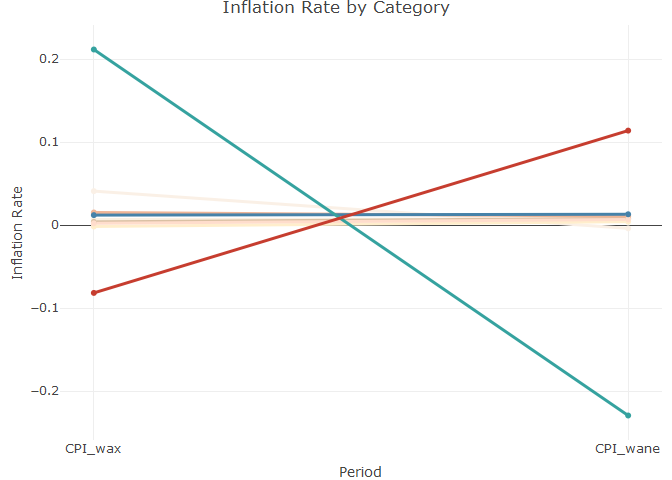 Inflation Rate by Category
Inflation Rate
0.2
0.1
0
−0.1
−0.2
CPI_wax
CPI_wane
Period